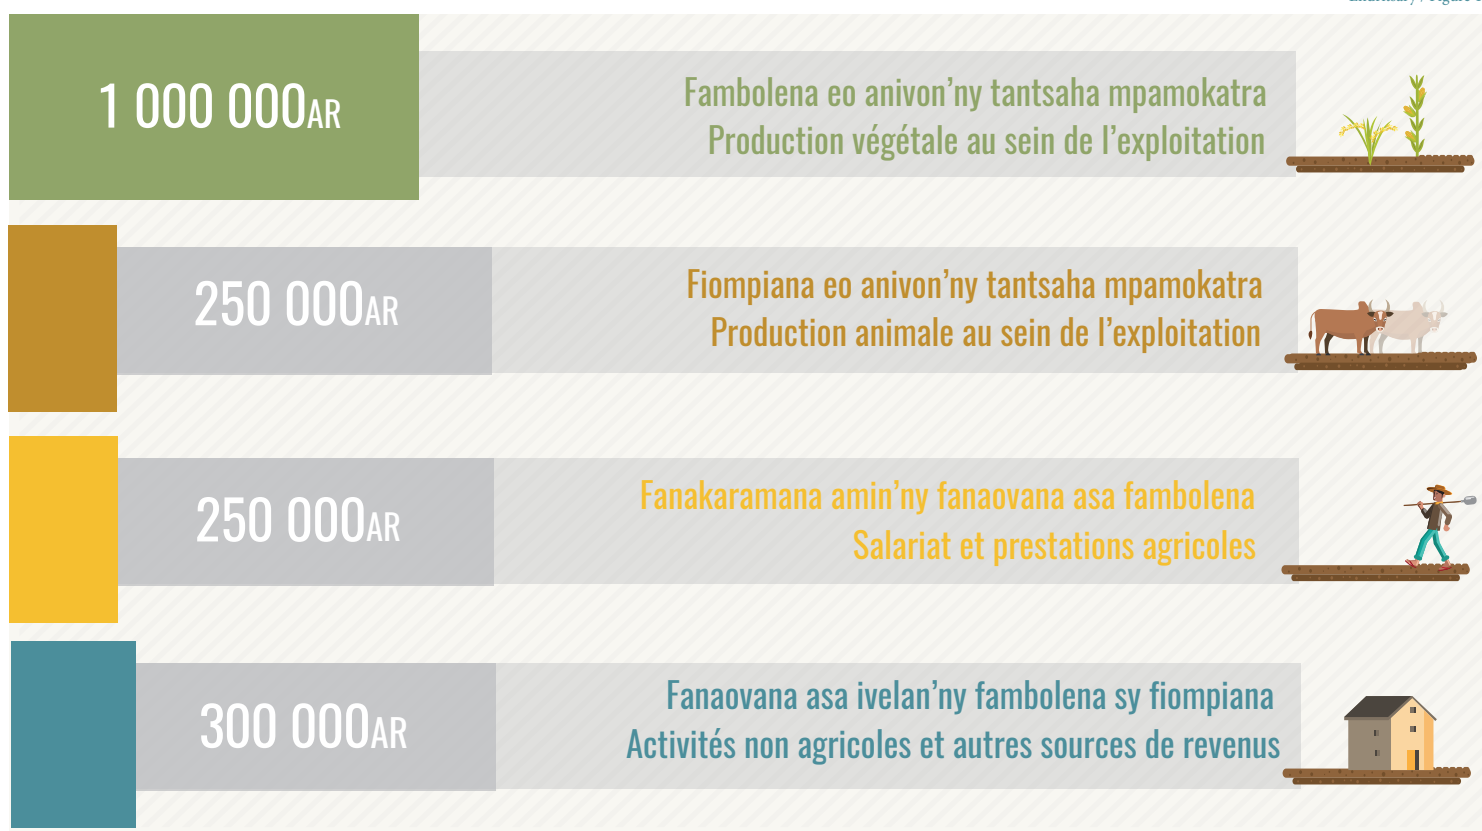 1 000 000AR
Fambolena eo anivon’ny tantsaha mpamokatra
Production végétale au sein de l’exploitation
250 000AR
Fiompiana eo anivon’ny tantsaha mpamokatra
Production animale au sein de l’exploitation
250 000AR
Fanakaramana amin’ny fanaovana asa fambolena
Salariat et prestations agricoles
300 000AR
Fanaovana asa ivelan’ny fambolena sy fiompiana
Activités non agricoles et autres sources de revenus